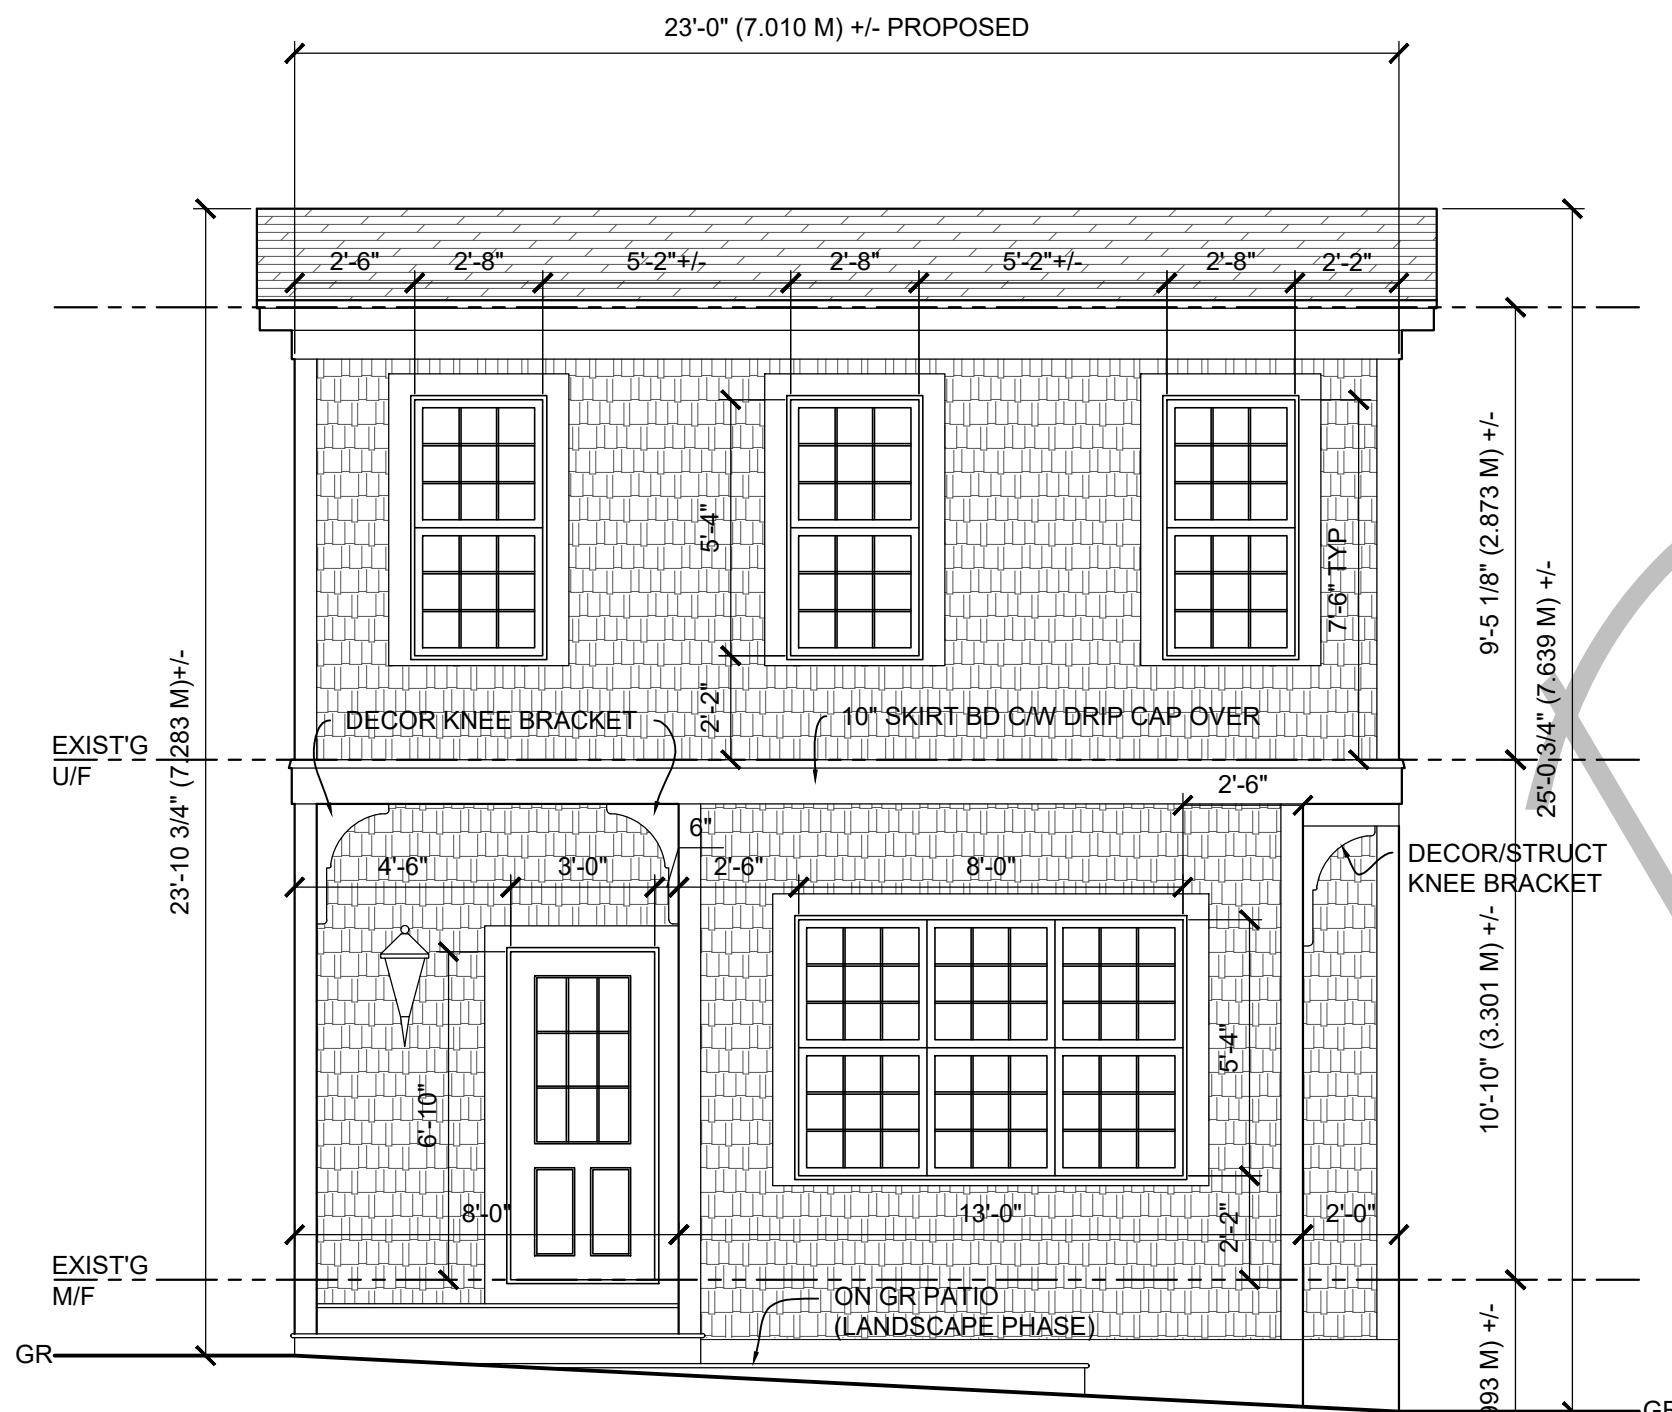 23'-0" (7.010 M) +/- PROPOSED
2'-6" 2'-8" 5'-2"+/- 2'-8" 5'-2"+/- 2'-8" 2'-2"
5'-4"
7'-6" TYP
9'-5 1/8" (2.873 M) +/-
25'-0 3/4" (7.639 M) +/-
23'-10 3/4" (7.283 M)+/-
2'-2"
DECOR KNEE BRACKET
10" SKIRT BD C/W DRIP CAP OVER
EXIST'G
U/F
2'-6"
6"
4'-6" 3'-0" 2'-6" 8'-0"
DECOR/STRUCT
KNEE BRACKET
10'-10" (3.301 M) +/-
5'-4"
6'-10"
8'-0" 13'-0" 2'-0"
2'-2"
EXIST'G
M/F
ON GR PATIO
(LANDSCAPE PHASE)
GR
993 M) +/-
GR